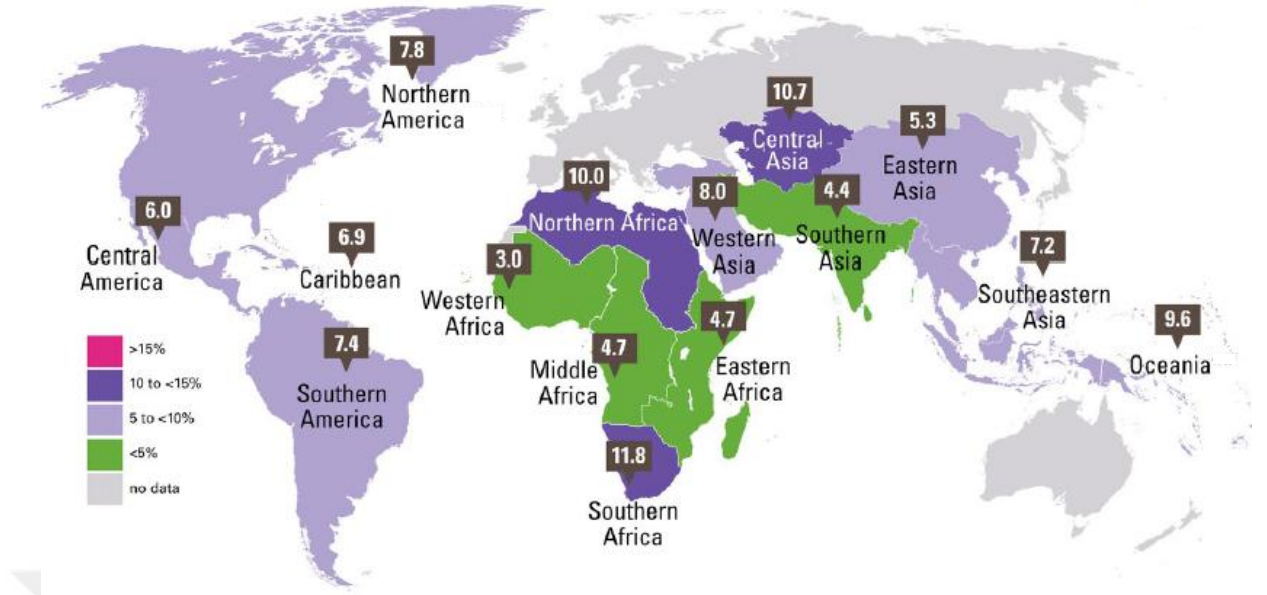 7.8
Northern
America
6.0
Central
America
6.9
Caribbean
7.4
Southern
America
10.0
Northern Africa
3.0
Western
Africa
4.7
Middle
Africa
4.7
Eastern
Africa
11.8
Southern
Africa
8.0
Western
Asia
10.7
Central
Asia
4.4
Southern
Asia
5.3
Eastern
Asia
7.2
Southeastern
Asia
9.6
Oceania
>15%
10 to <15%
5 to <10%
<5%
no data